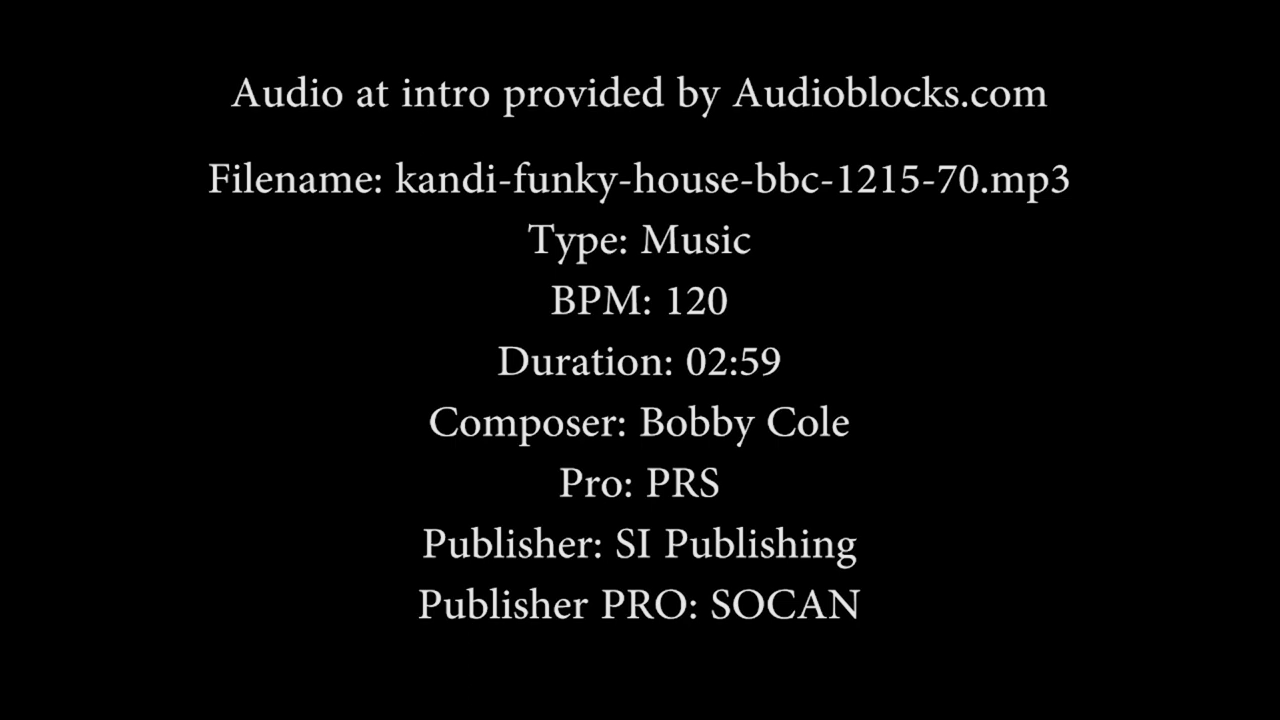 Audio at intro provided by Audioblocks.com
Filename: kandi-funky-house-bbc-1215-70.mp3
Type: Music
BPM: 120
Duration: 02:59
Composer: Bobby Cole
Pro: PRS
Publisher: SI Publishing
Publisher PRO: SOCAN